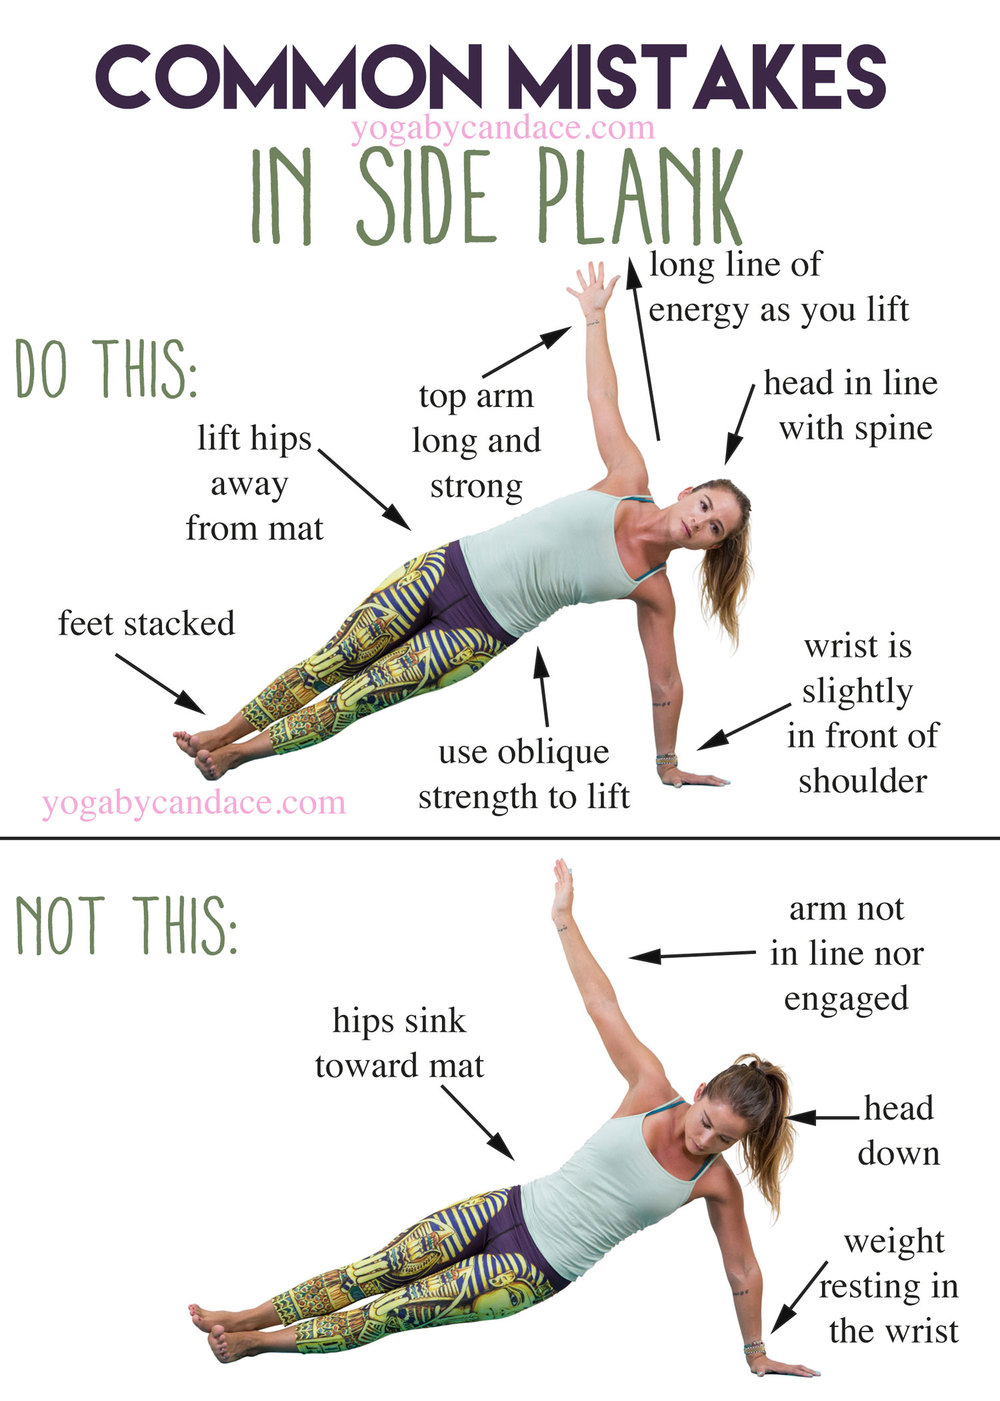 COMMON MISTAKES
yogabycandace.com
IN SIDE PLANK
long line of
energy as you lift
DO THIS:
head in line
with spine
top arm
long and
strong
lift hips
away
from mat
feet stacked
wrist is
slightly
in front of
shoulder
use oblique
strength to lift
yogabycandace.com
NOT THIS:
arm not
in line nor
engaged
hips sink
toward mat
head
down
weight
resting in
the wrist